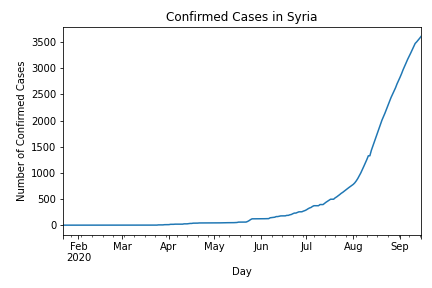 Confirmed Cases in Syria
Number of Confirmed Cases
3500
3000
2500
2000
1500
1000
500
0
Feb Mar Apr May Jun Jul Aug Sep
2020
Day